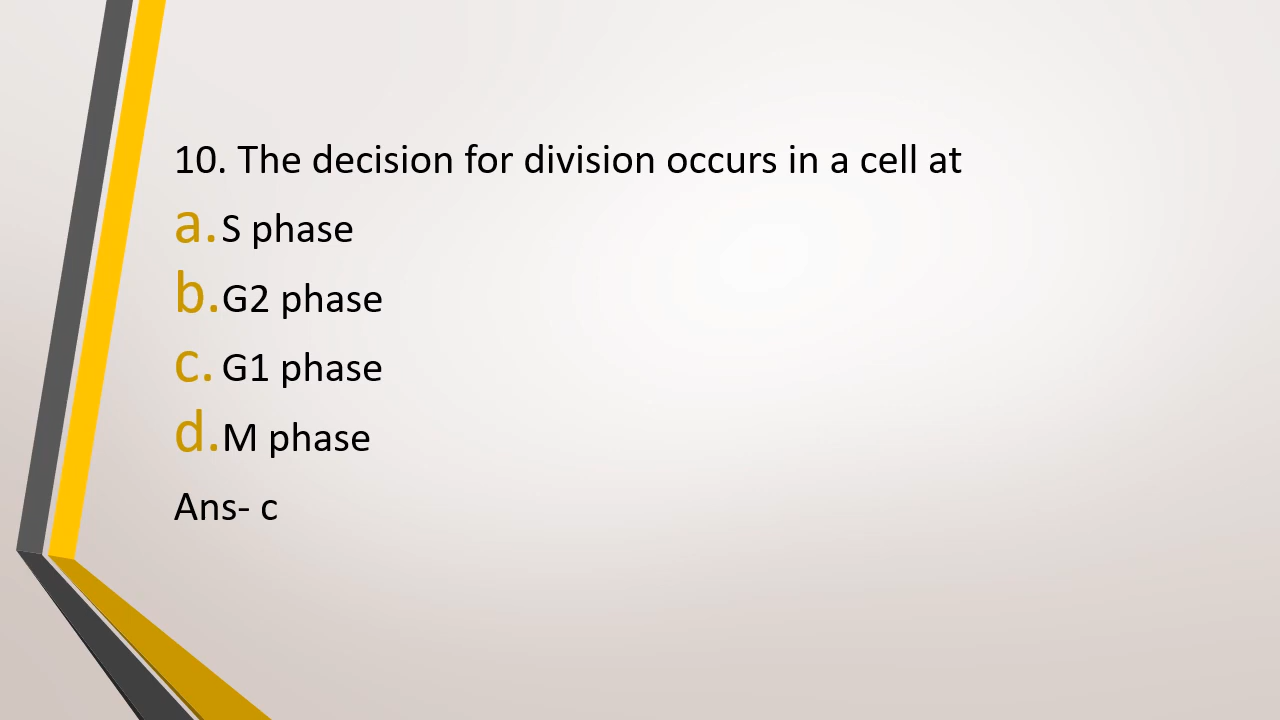 10. The decision for division occurs in a cell at
a. S phase
b. G2 phase
c. G1 phase
d. M phase
Ans- c